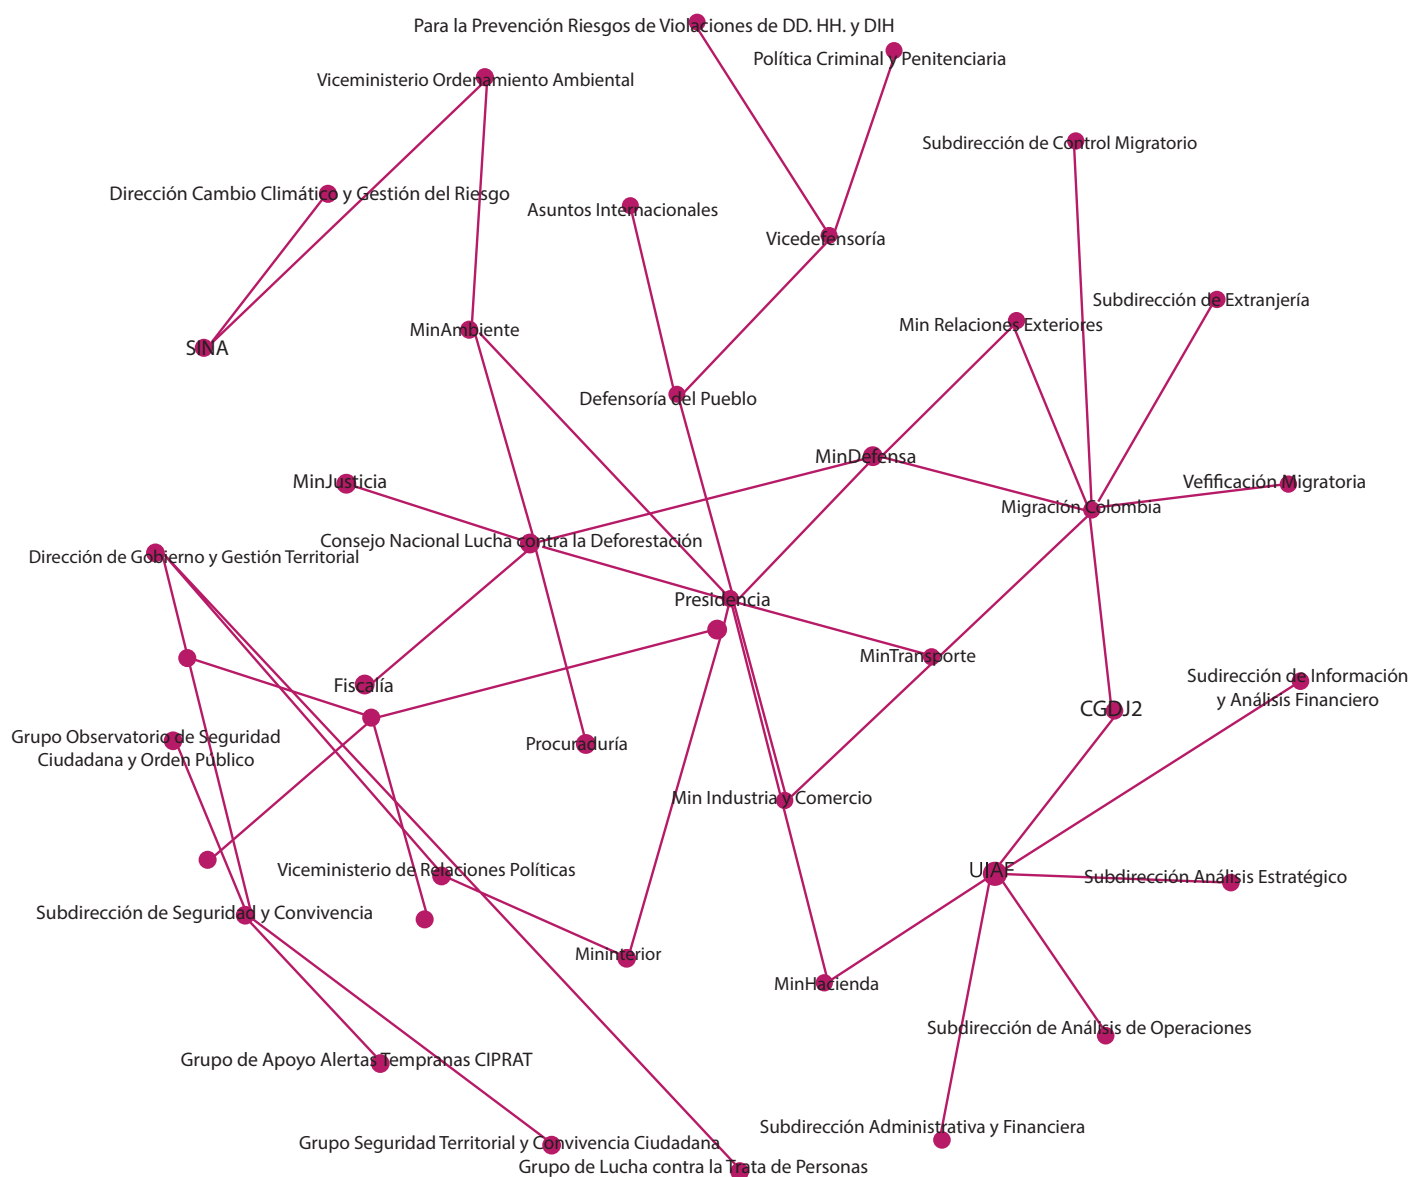 Para la Prevención Riesgos de Violaciones de DD. HH. y DIH
Política Criminal y Penitenciaria
Viceministerio Ordenamiento Ambiental
Subdirección de Control Migratorio
Dirección Cambio Climático y Gestión del Riesgo
Asuntos Internacionales
Vicedefensoría
Subdirección de Extranjería
Min Relaciones Exteriores
MinAmbiente
SINA
Defensoría del Pueblo
MinDefensa
MinJusticia
Vefificación Migratoria
Migración Colombia
Consejo Nacional Lucha contra la Deforestación
Dirección de Gobierno y Gestión Territorial
Presidencia
MinTransporte
Sudirección de Información
y Análisis Financiero
Fiscalía
CGDJ2
Grupo Observatorio de Seguridad
Ciudadana y Orden Público
Procuraduría
Min Industria y Comercio
Viceministerio de Relaciones Políticas
UIAF
Subdirección Análisis Estratégico
Subdirección de Seguridad y Convivencia
Mininterior
MinHacienda
Subdirección de Análisis de Operaciones
Grupo de Apoyo Alertas Tempranas CIPRAT
Subdirección Administrativa y Financiera
Grupo Seguridad Territorial y Convivencia Ciudadana
Grupo de Lucha contra la Trata de Personas